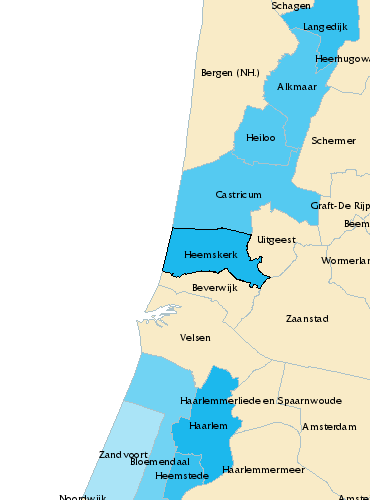 Schagen
Langedijk
Heerhugowa
Bergen (NH.)
Alkmaar
Heiloo
Schermer
Castricum
Graft-De Rijp
Beem
Uitgeest
Heemskerk
Wormerlan
Beverwijk
Zaanstad
Velsen
Haarlemmerliede en Spaarnwoude
Haarlem
Amsterdam
Zandvoort
Bloemendaal
Haarlemmermeer
Heemstede
Noordwijk
Amste